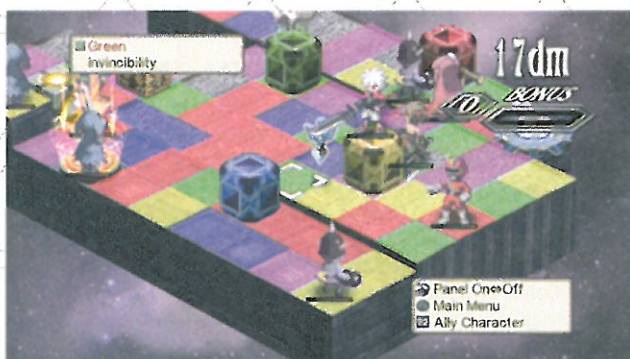 Green
Invincibility
17dm
BONUS
Panel On⇔Off
Main Menu
Ally Character